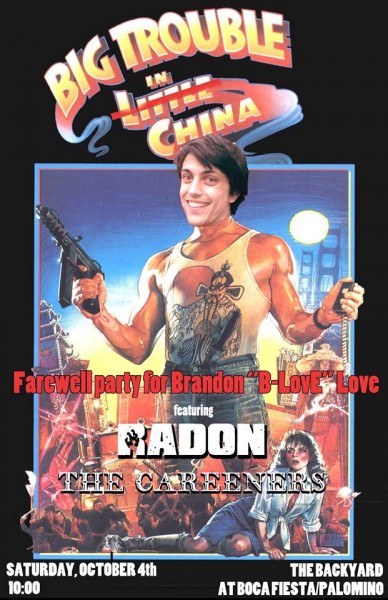 BIG TROUBLE
IN
LITTLE
CHINA
Farewell party for Brandon "B-LovE" Love
featuring
RADON
THE CAREENERS
SATURDAY, OCTOBER 4th
10:00
THE BACKYARD
AT BOCA FIESTA/PALOMINO